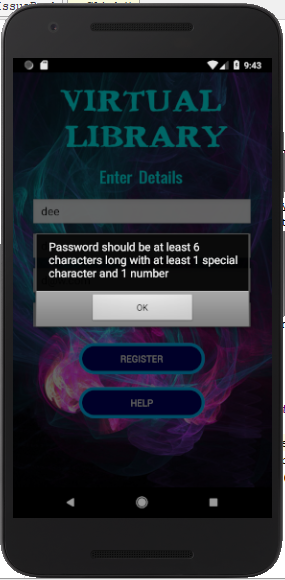 9:43
VIRTUAL
LIBRARY
Enter Details
dee
Password should be at least 6
characters long with at least 1 special
character and 1 number
OK
REGISTER
HELP